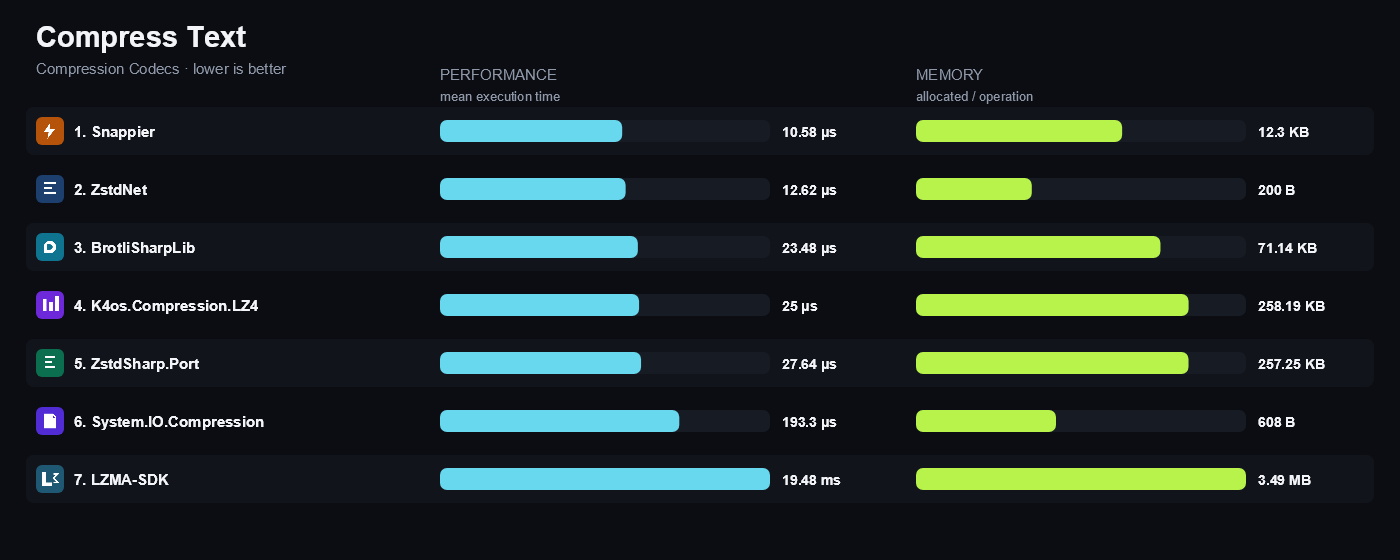 Compress Text
Compression Codecs · lower is better
PERFORMANCE
mean execution time
MEMORY
allocated / operation
1. Snappier 10.58 µs 12.3 KB
2. ZstdNet 12.62 µs 200 B
3. BrotliSharpLib 23.48 µs 71.14 KB
4. K4os.Compression.LZ4 25 µs 258.19 KB
5. ZstdSharp.Port 27.64 µs 257.25 KB
6. System.IO.Compression 193.3 µs 608 B
7. LZMA-SDK 19.48 ms 3.49 MB